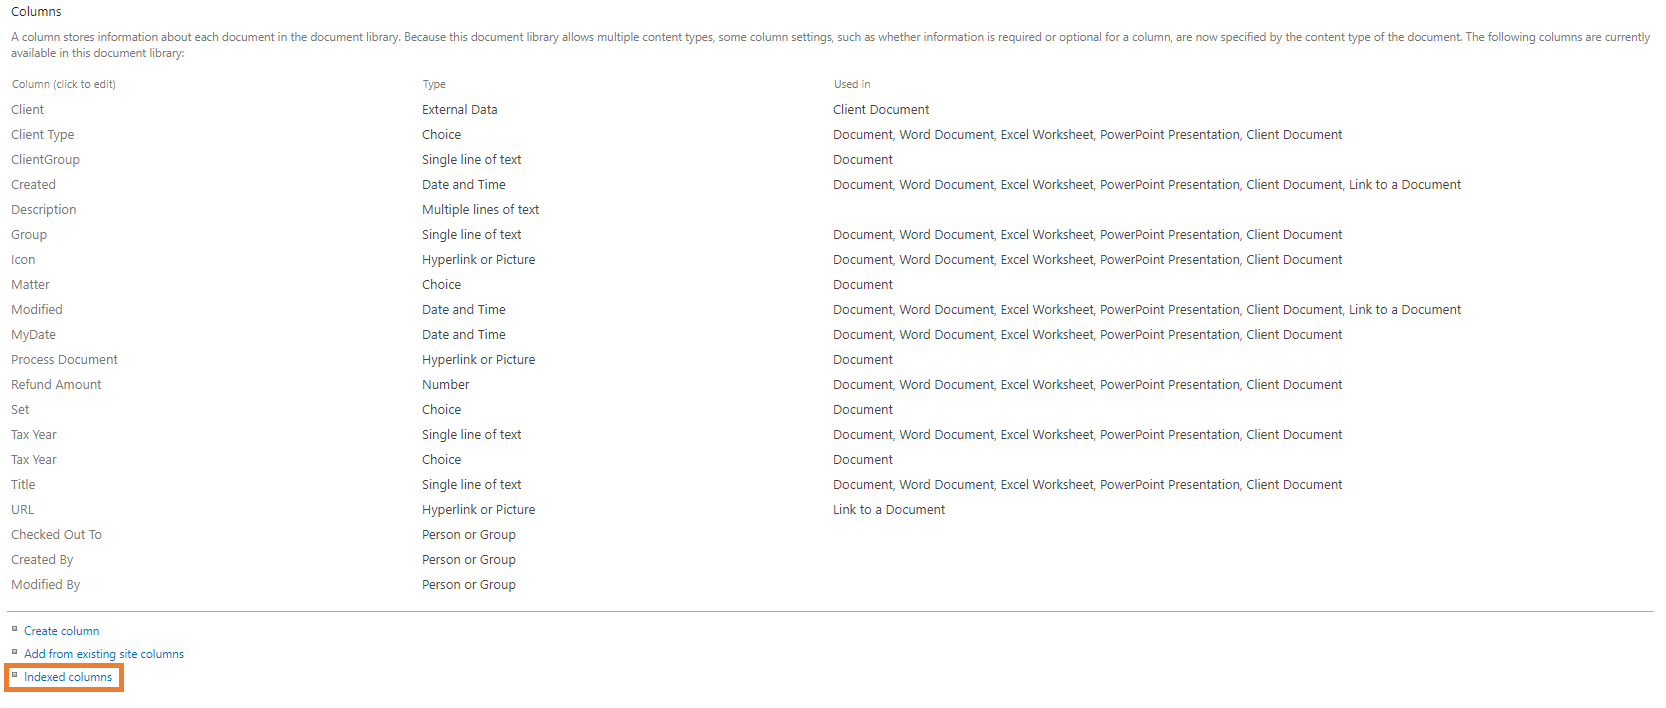 Columns
A column stores information about each document in the document library. Because this document library allows multiple content types, some column settings, such as whether information is required or optional for a column, are now specified by the content type of the document. The following columns are currently
available in this document library:
Column (click to edit) Type Used in
Client External Data Client Document
Client Type Choice Document, Word Document, Excel Worksheet, PowerPoint Presentation, Client Document
ClientGroup Single line of text Document
Created Date and Time Document, Word Document, Excel Worksheet, PowerPoint Presentation, Client Document, Link to a Document
Description Multiple lines of text
Group Single line of text Document, Word Document, Excel Worksheet, PowerPoint Presentation, Client Document
Icon Hyperlink or Picture Document, Word Document, Excel Worksheet, PowerPoint Presentation, Client Document
Matter Choice Document
Modified Date and Time Document, Word Document, Excel Worksheet, PowerPoint Presentation, Client Document, Link to a Document
MyDate Date and Time Document, Word Document, Excel Worksheet, PowerPoint Presentation, Client Document
Process Document Hyperlink or Picture Document
Refund Amount Number Document, Word Document, Excel Worksheet, PowerPoint Presentation, Client Document
Set Choice Document
Tax Year Single line of text Document, Word Document, Excel Worksheet, PowerPoint Presentation, Client Document
Tax Year Choice Document
Title Single line of text Document, Word Document, Excel Worksheet, PowerPoint Presentation, Client Document
URL Hyperlink or Picture Link to a Document
Checked Out To Person or Group
Created By Person or Group
Modified By Person or Group
Create column
Add from existing site columns
Indexed columns